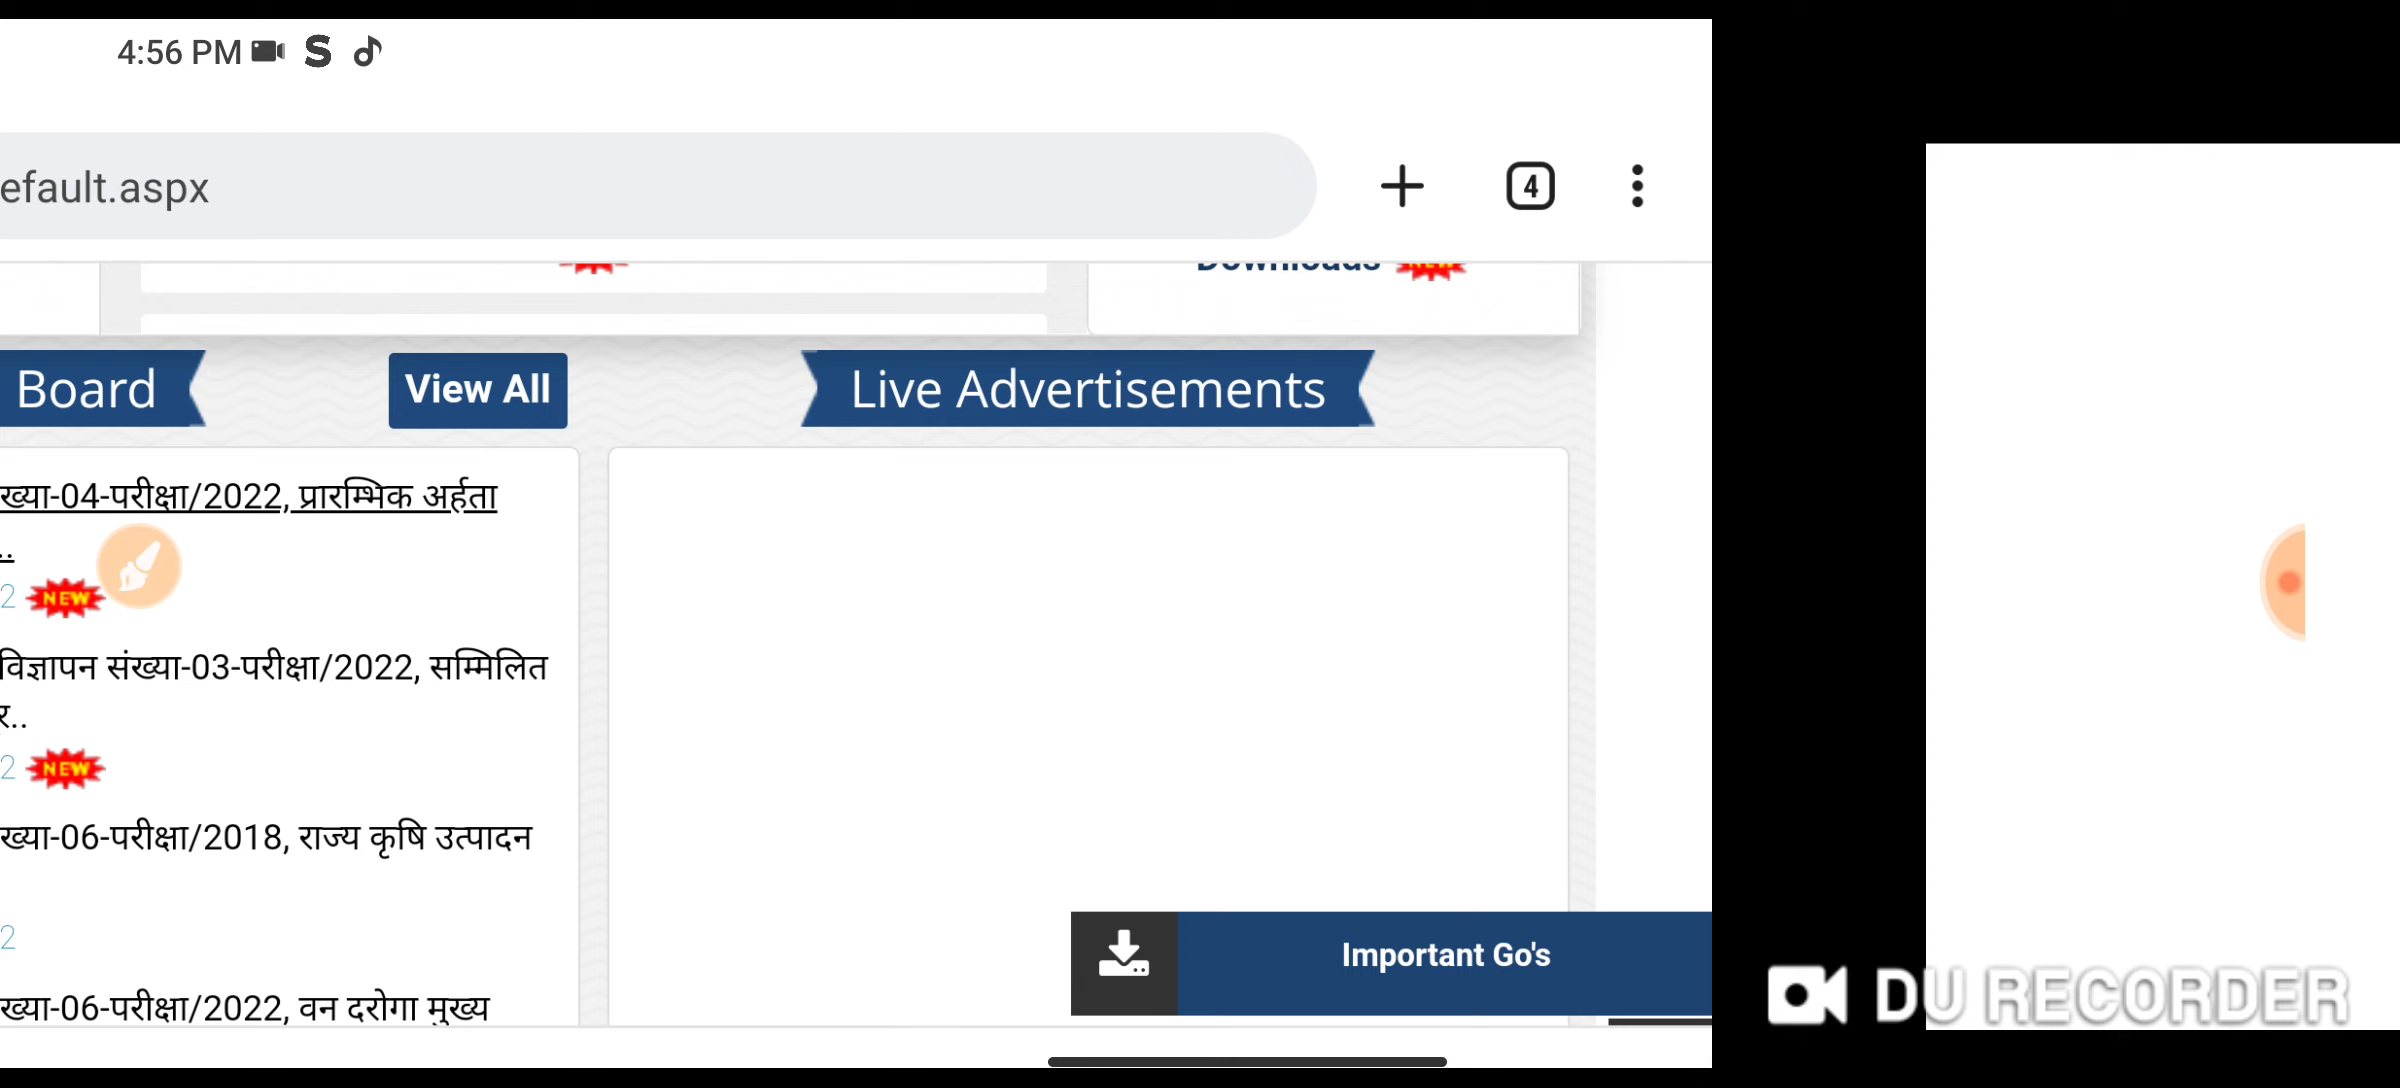 4:56 PM
efault.aspx
4
Downloads
Board
View All
Live Advertisements
ख्या-04-परीक्षा/2022, प्रारम्भिक अर्हता
..
2 NEW
विज्ञापन संख्या-03-परीक्षा/2022, सम्मिलित
..
2 NEW
ख्या-06-परीक्षा/2018, राज्य कृषि उत्पादन
2
ख्या-06-परीक्षा/2022, वन दरोगा मुख्य
Important Go's
DU RECORDER